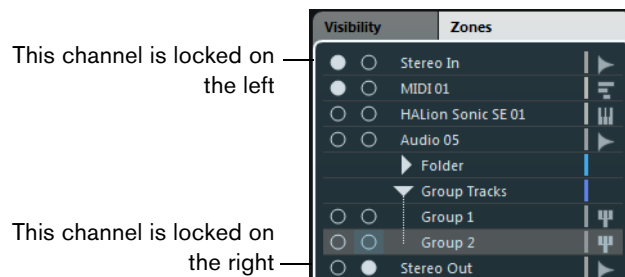 Visibility
Zones
This channel is locked on
the left
Stereo In
MIDI 01
HALion Sonic SE 01
Audio 05
Folder
Group Tracks
Group 1
Group 2
This channel is locked on
the right
Stereo Out